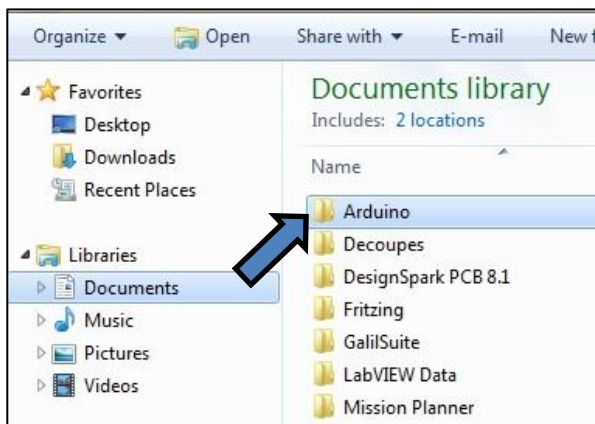 Organize Open Share with E-mail New
Favorites
Desktop
Downloads
Recent Places
Libraries
Documents
Music
Pictures
Videos
Documents library
Includes: 2 locations
Name
Arduino
Decoupes
DesignSpark PCB 8.1
Fritzing
GalilSuite
LabVIEW Data
Mission Planner